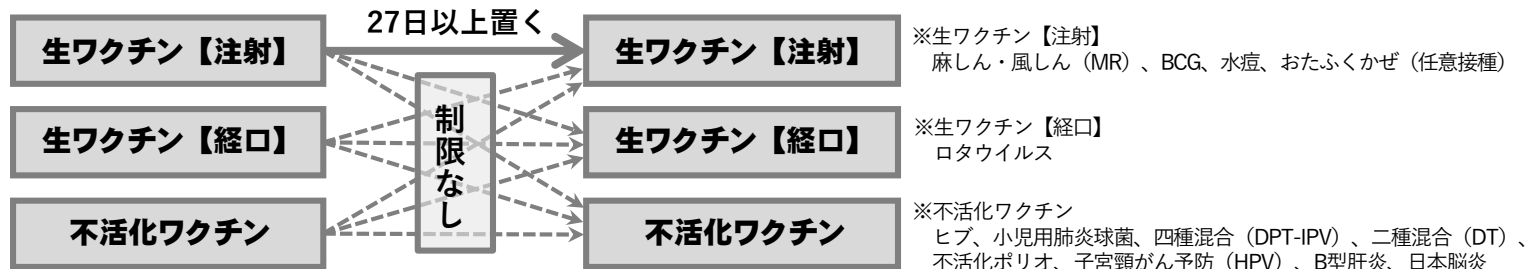 27日以上置く
生ワクチン【注射】
生ワクチン【経口】
不活化ワクチン
制限なし
生ワクチン【注射】
生ワクチン【経口】
不活化ワクチン
※生ワクチン【注射】
麻しん・風しん（MR）、BCG、水痘、おたふくかぜ（任意接種）
※生ワクチン【経口】
ロタウイルス
※不活化ワクチン
ヒブ、小児用肺炎球菌、四種混合（DPT-IPV）、二種混合（DT）、
不活化ポリオ、子宮頸がん予防（HPV）、B型肝炎、日本脳炎